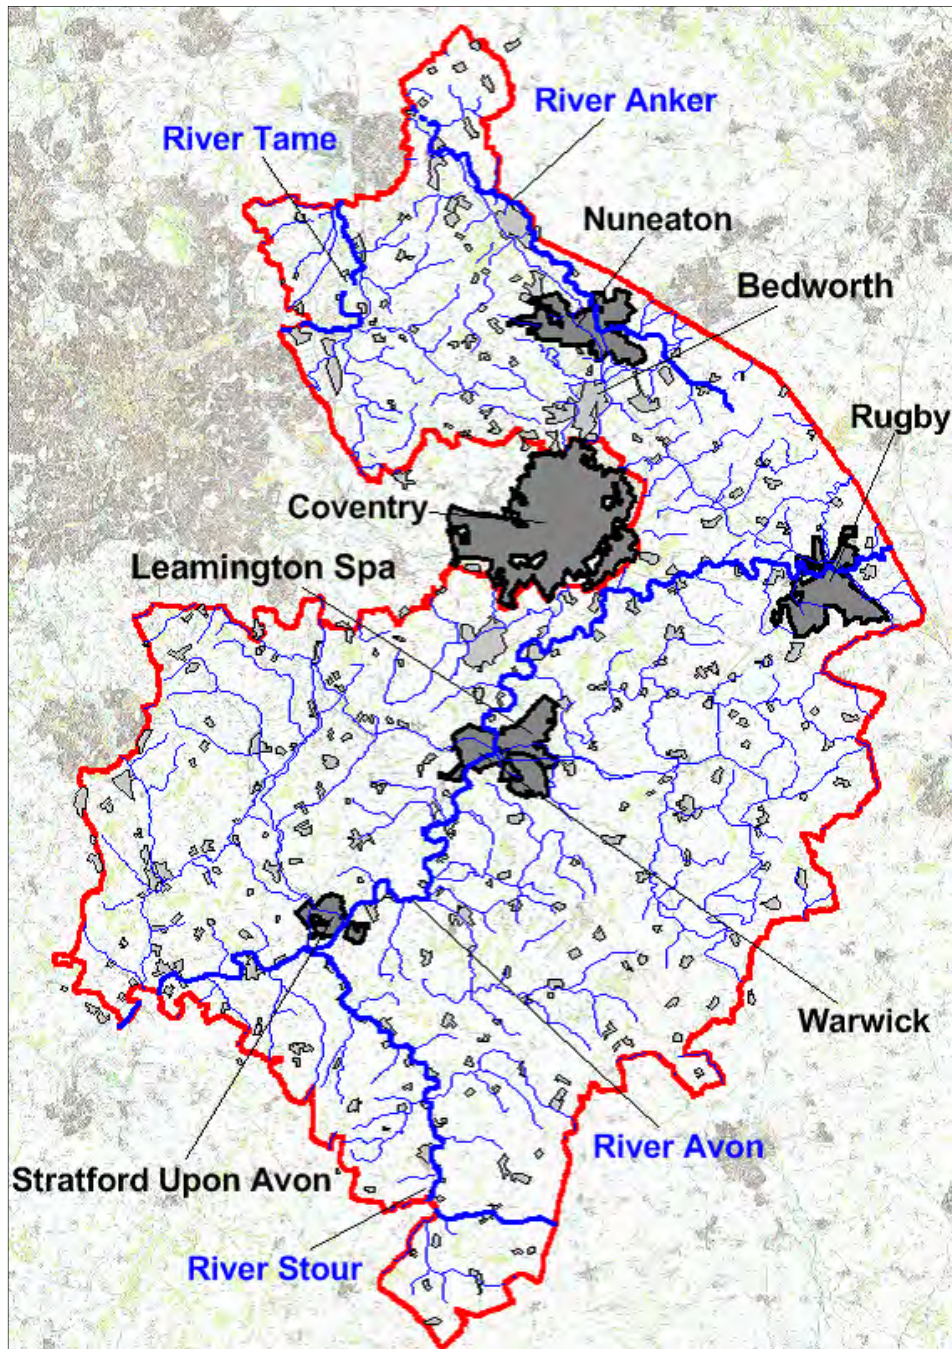 River Anker
River Tame
Nuneaton
Bedworth
Rugby
Coventry
Leamington Spa
Warwick
River Avon
Stratford Upon Avon
River Stour